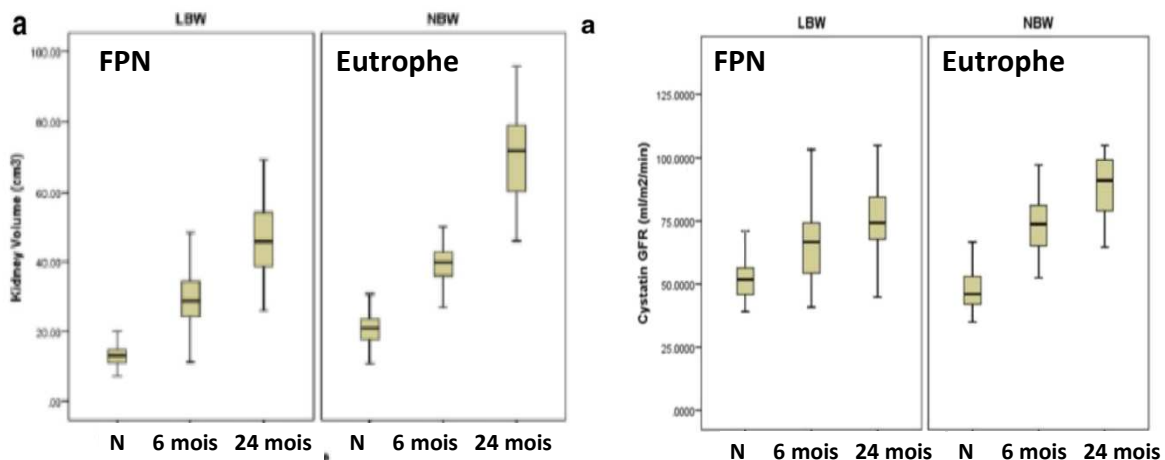 a
LBW
NBW
FPN
Eutrophe
Kidney Volume (cm3)
100.00
80.00
60.00
40.00
20.00
.00
N 6 mois 24 mois
N 6 mois 24 mois
a
LBW
NBW
FPN
Eutrophe
Cystatin GFR (ml/m2/min)
125.0000
100.0000
75.0000
50.0000
25.0000
.0000
N 6 mois 24 mois
N 6 mois 24 mois